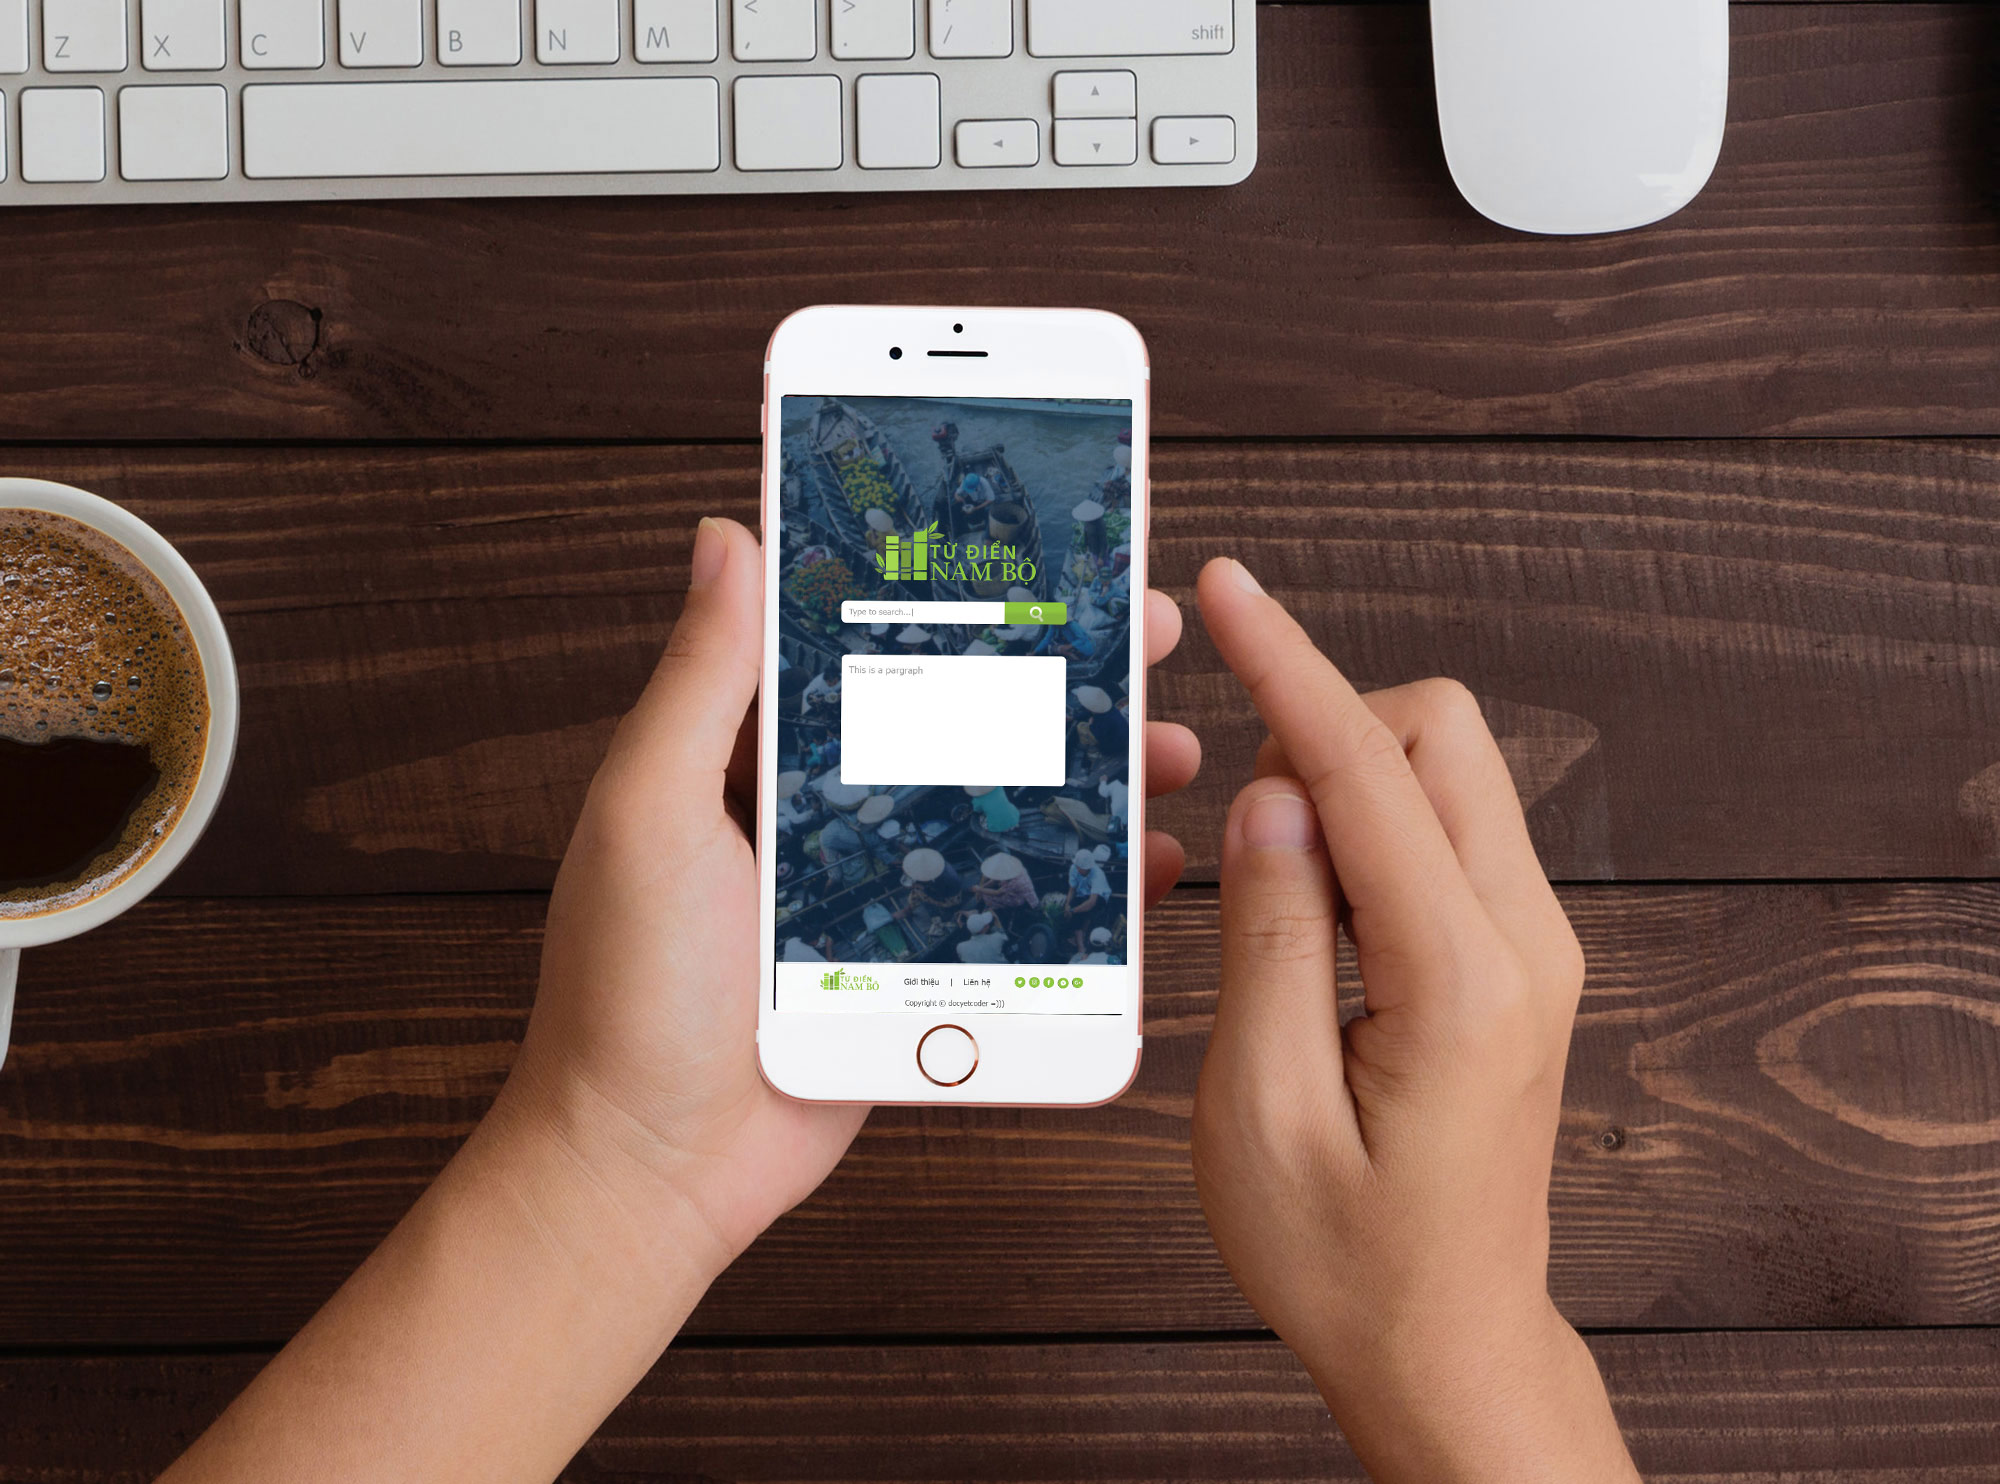 Z X C V B N M < , > . ? / shift
TỪ ĐIỂN
NAM BỘ
Type to search...|
This is a pargraph
TỪ ĐIỂN
NAM BỘ
Giới thiệu | Liên hệ
Copyright © docyetcoder =)))